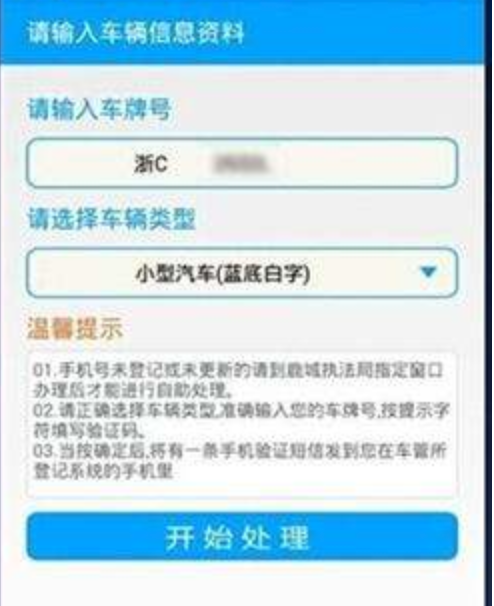 请输入车辆信息资料
请输入车牌号
浙C
请选择车辆类型
小型汽车(蓝底白字)
温馨提示
01.手机号未登记或未更新的请到鹿城执法局指定窗口
办理后才能进行自助处理。
02.请正确选择车辆类型,准确输入您的车牌号,按提示字
符填写验证码。
03.当按确定后,将有一条手机验证短信发到您在车管所
登记系统的手机里
开始处理